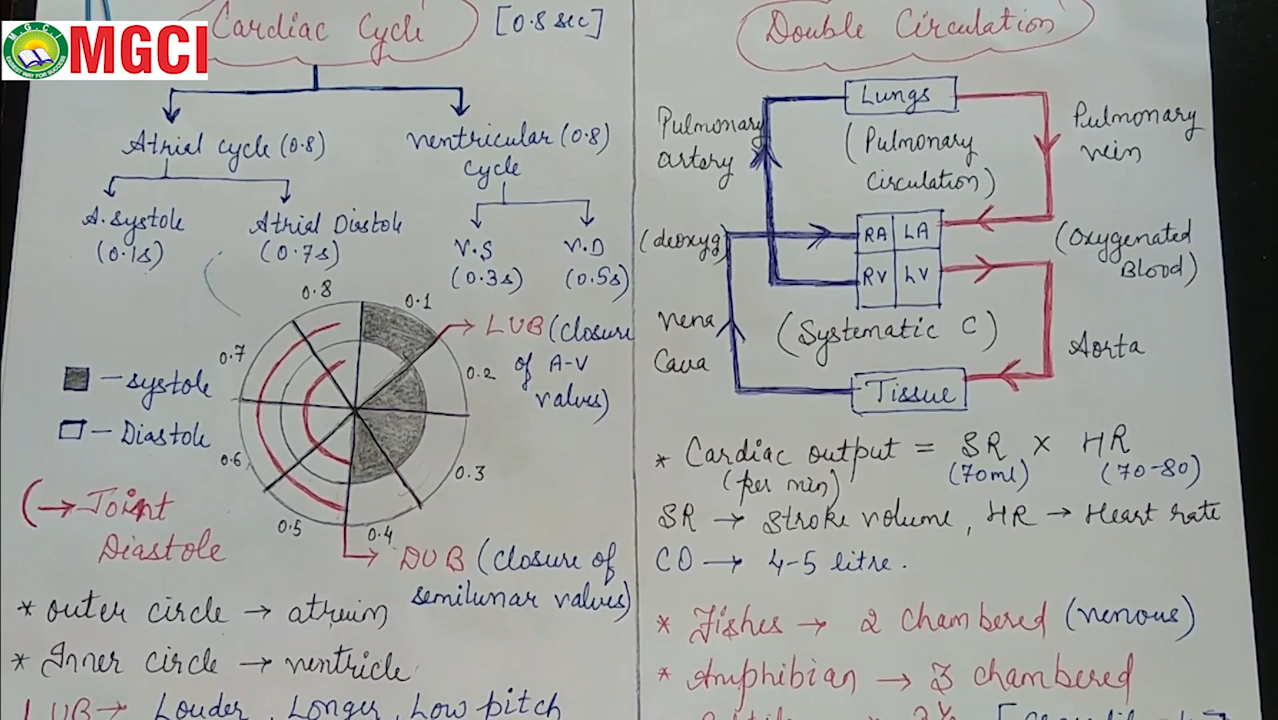 M.G.C.I
EASIEST WAY FOR SUCCESS
MGCI
Cardiac Cycle [0.8 sec]
Atrial cycle (0.8)
ventricular (0.8)
cycle
A. systole
(0.1s)
Atrial Diastole
(0.7s)
V.S
(0.3s)
V.D
(0.5s)
0.8
0.1
0.7
0.2
0.6
0.3
0.5
0.4
LUB (closure
of A-V
valves)
- systole
- Diastole
( → Joint
Diastole
DUB (closure of
semilunar valves)
* outer circle → atreium
* Inner circle → ventricle
LUB → Louder, Longer, Low pitch
Double Circulation
Lungs
(Pulmonary
Circulation)
Pulmonary
artery
Pulmonary
vein
(deoxyg)
RA LA
RV LV
(Oxygenated
Blood)
(Systematic C)
vena
Cava
Aorta
Tissue
* Cardiac output = SR x HR
(per min) (70ml) (70-80)
SR → Stroke volume, HR → Heart rate
CO → 4-5 litre.
* Fishes → 2 chambered (venous)
* Amphibian → 3 chambered